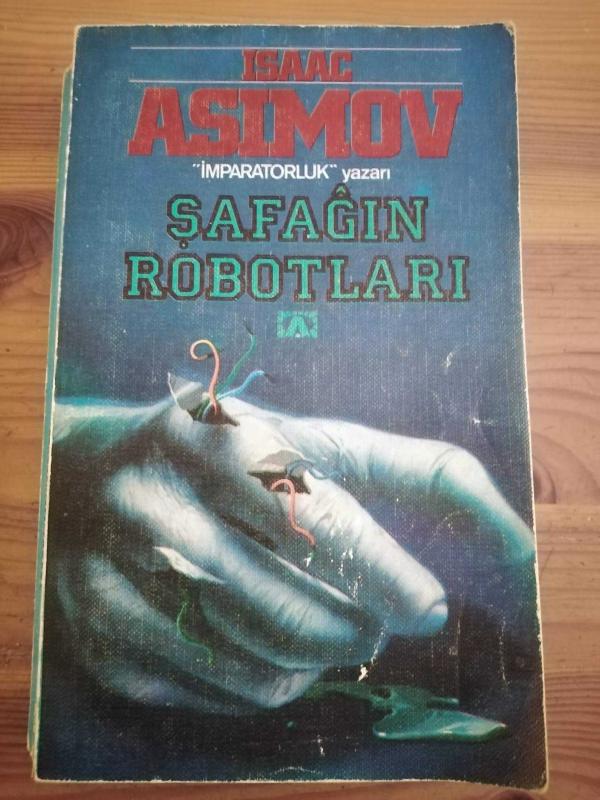 ISAAC
ASIMOV
"İMPARATORLUK" yazarı
ŞAFAĞIN
ROBOTLARI